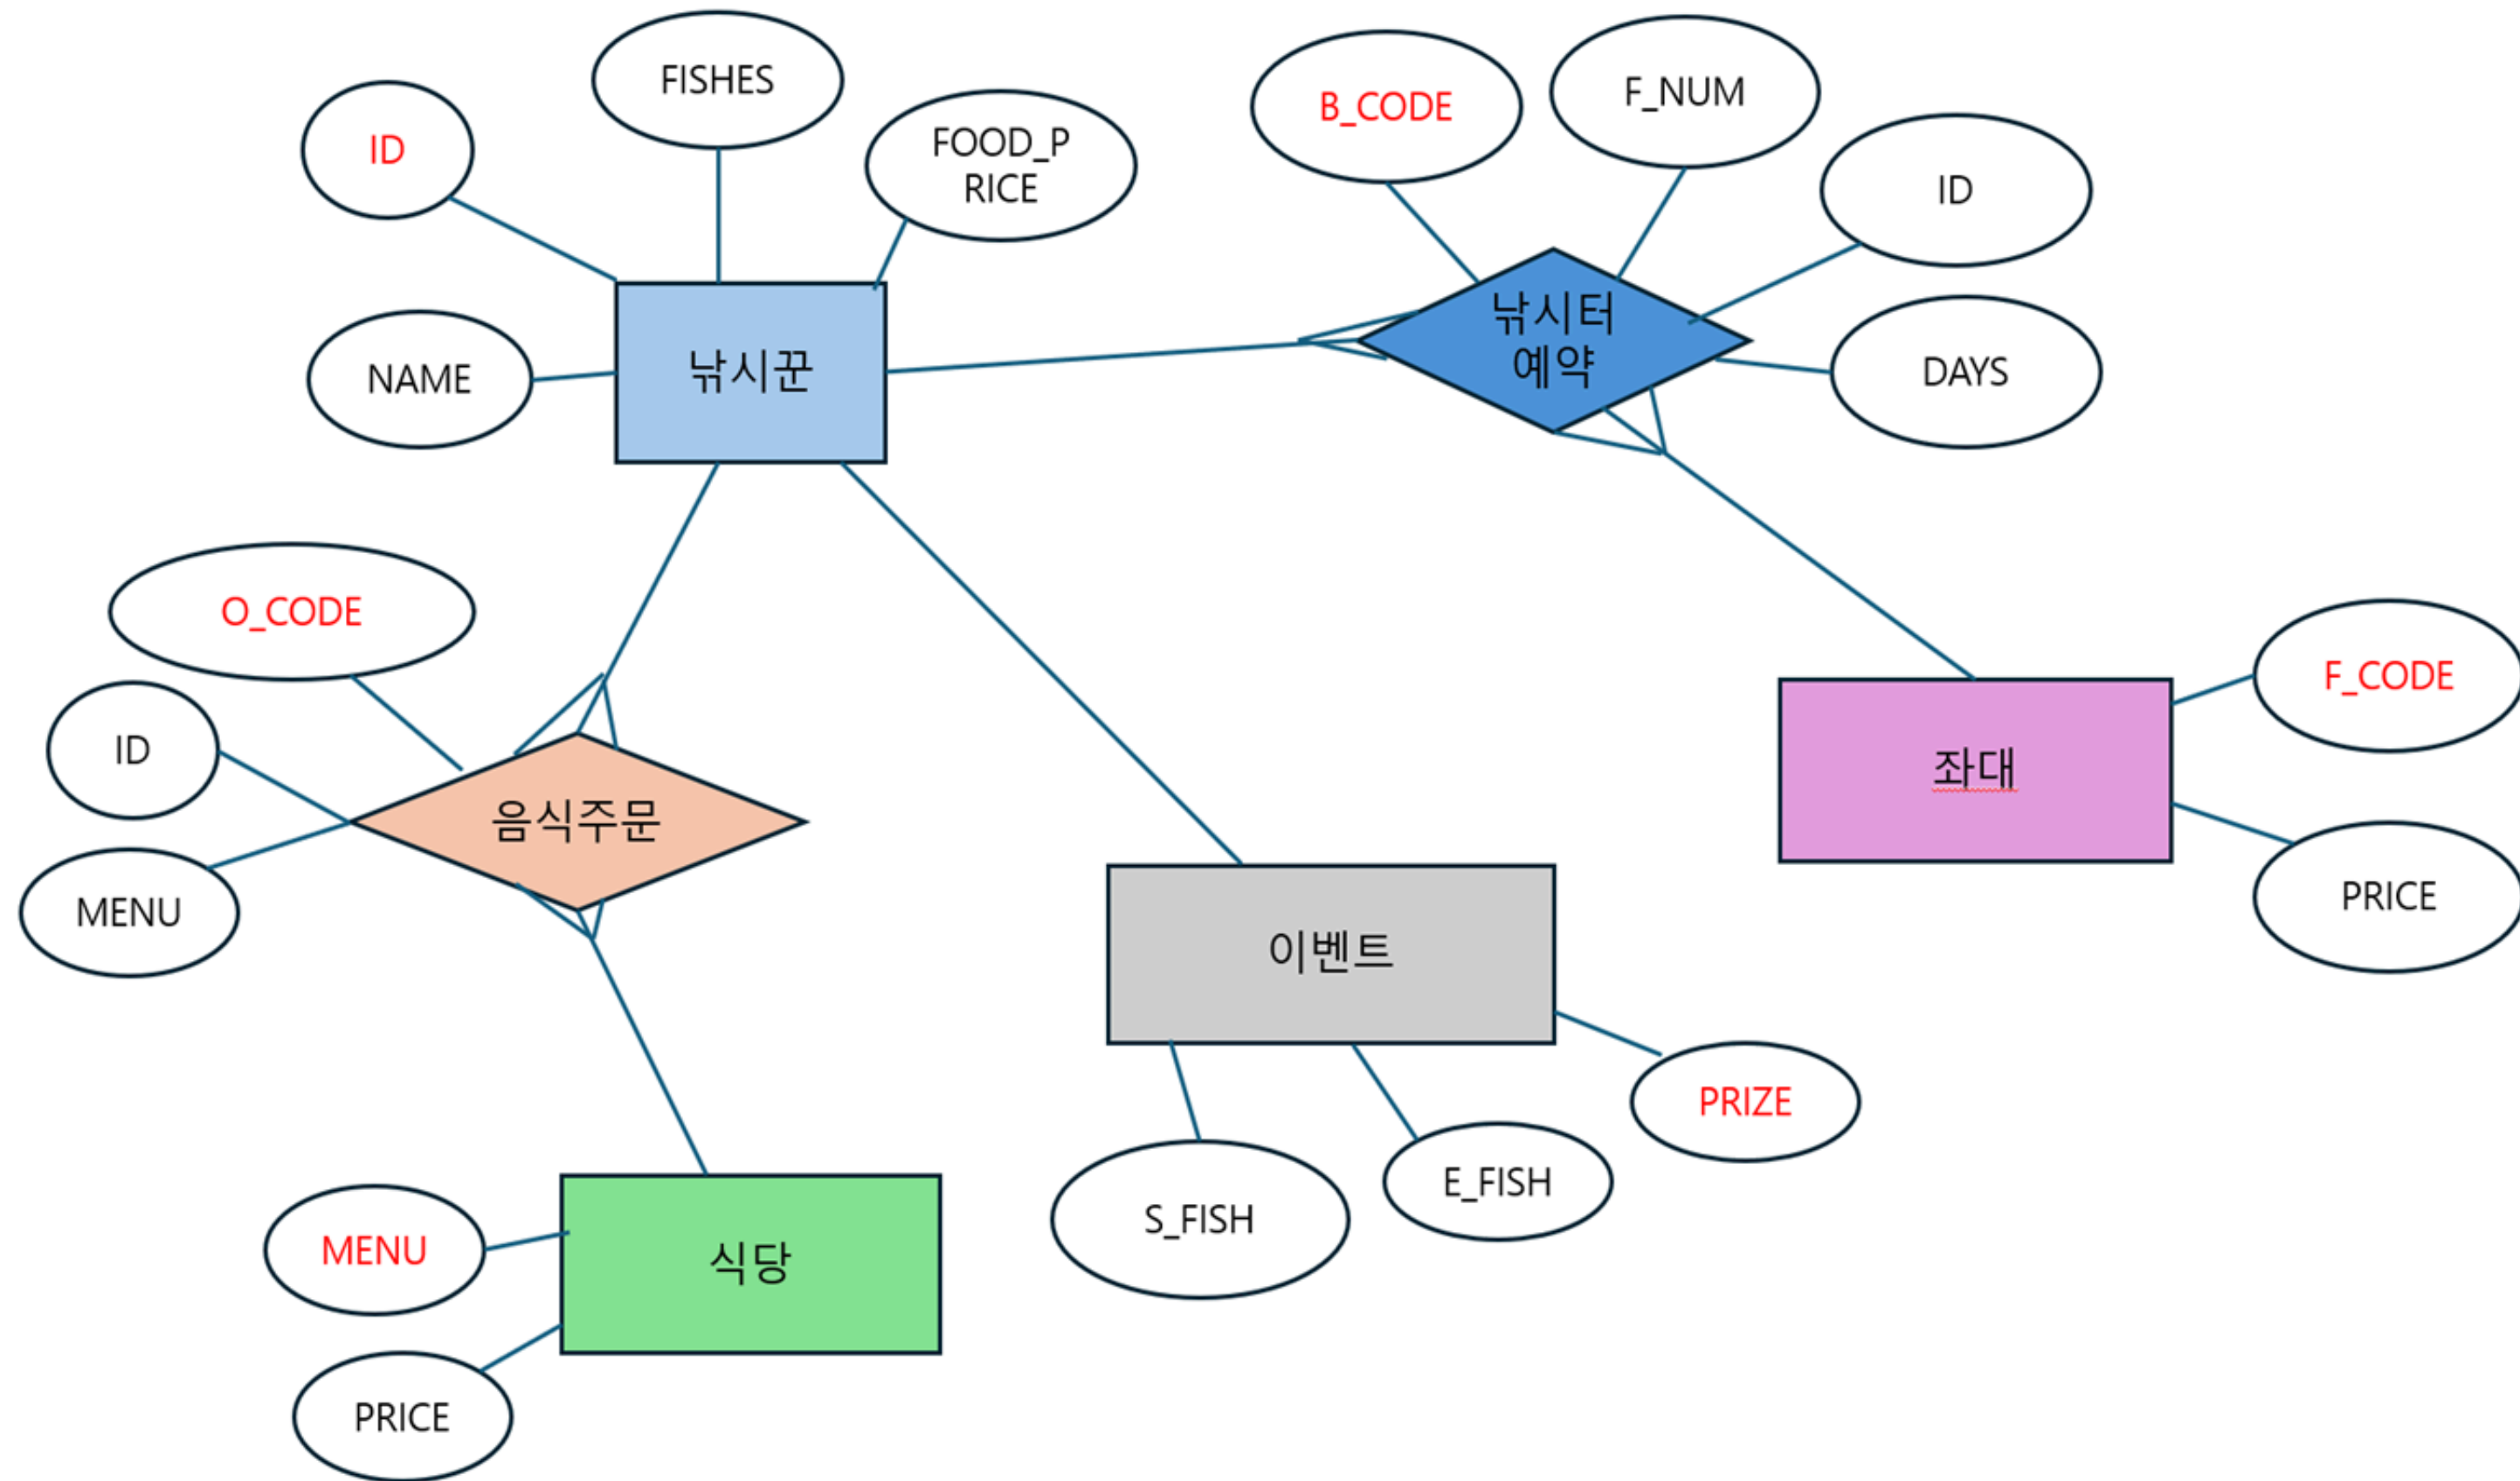 FISHES
F_NUM
B_CODE
ID
FOOD_P
RICE
ID
낚시터
예약
낚시꾼
NAME
DAYS
O_CODE
F_CODE
ID
좌대
음식주문
PRICE
MENU
이벤트
PRIZE
E_FISH
S_FISH
MENU
식당
PRICE